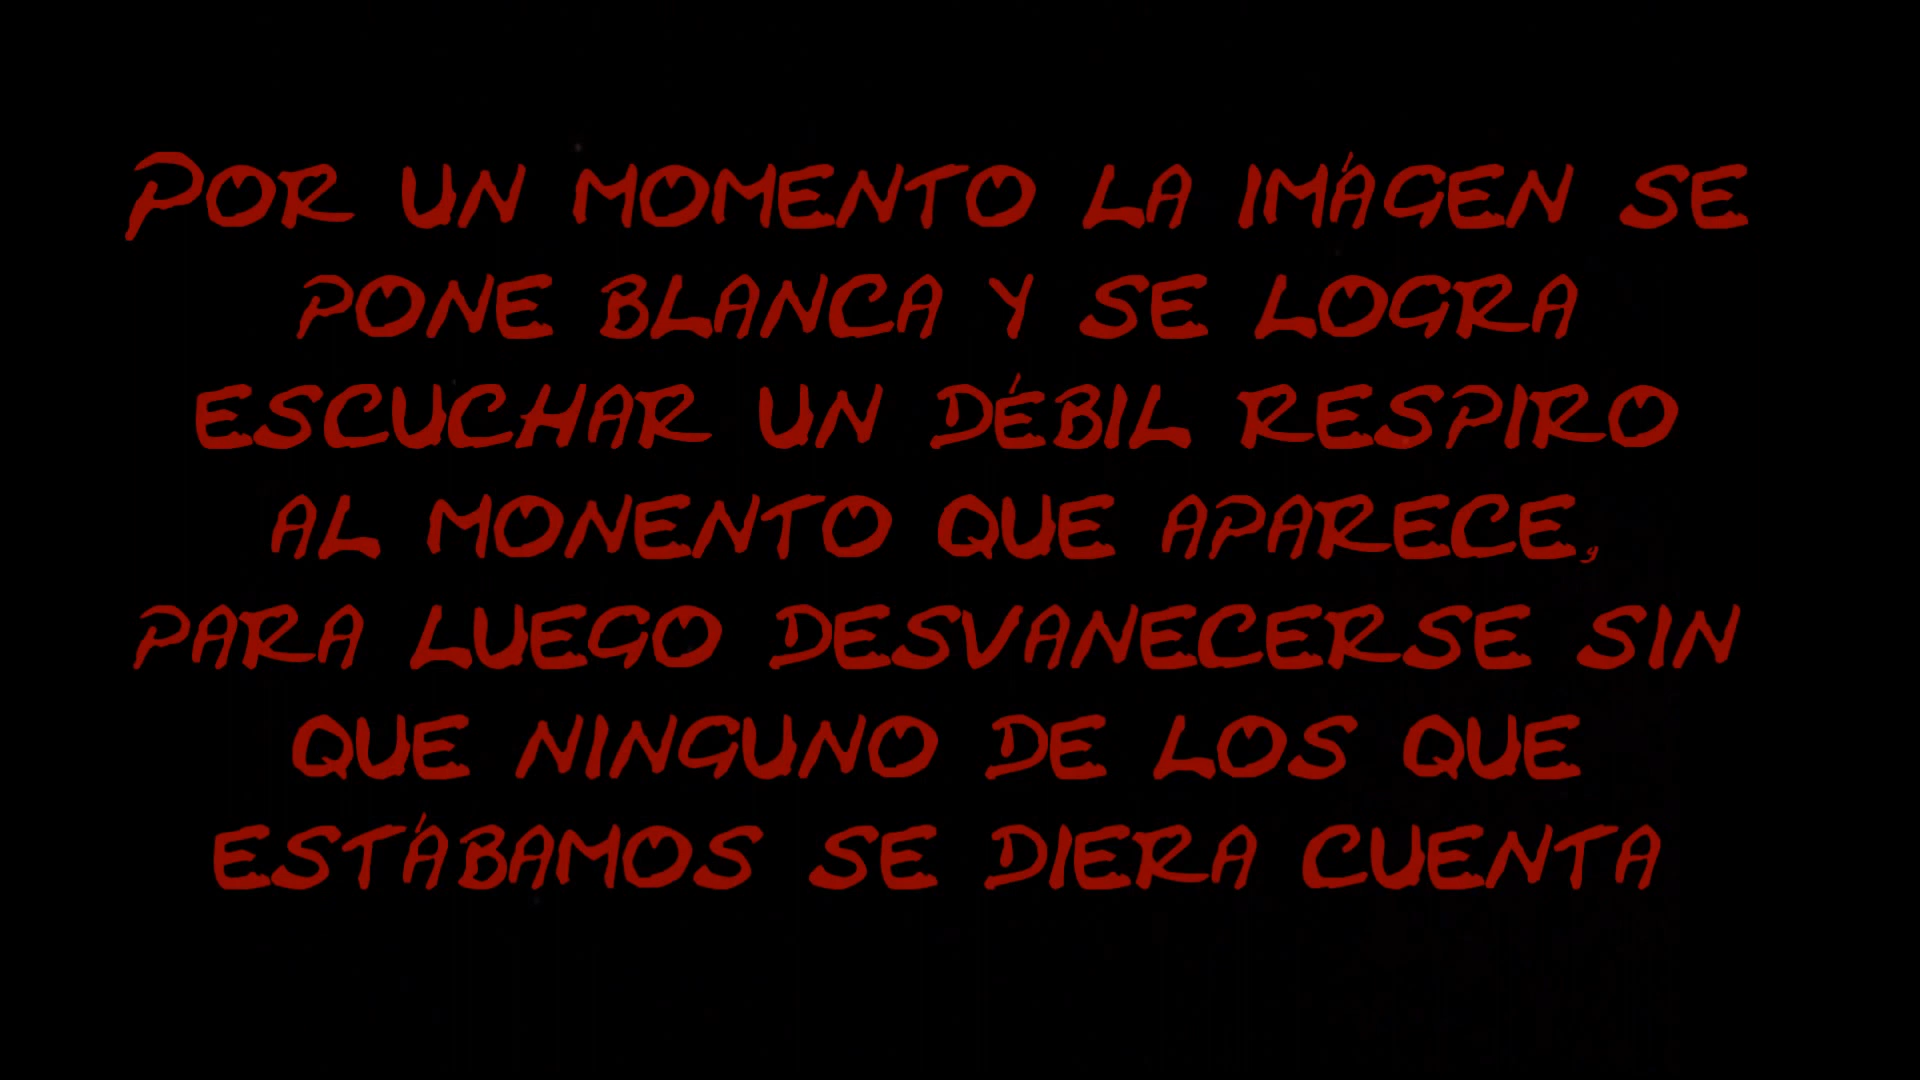 Por un momento la imágen se
pone blanca y se logra
escuchar un débil respiro
al monento que aparece,
para luego desvanecerse sin
que ninguno de los que
estábamos se diera cuenta